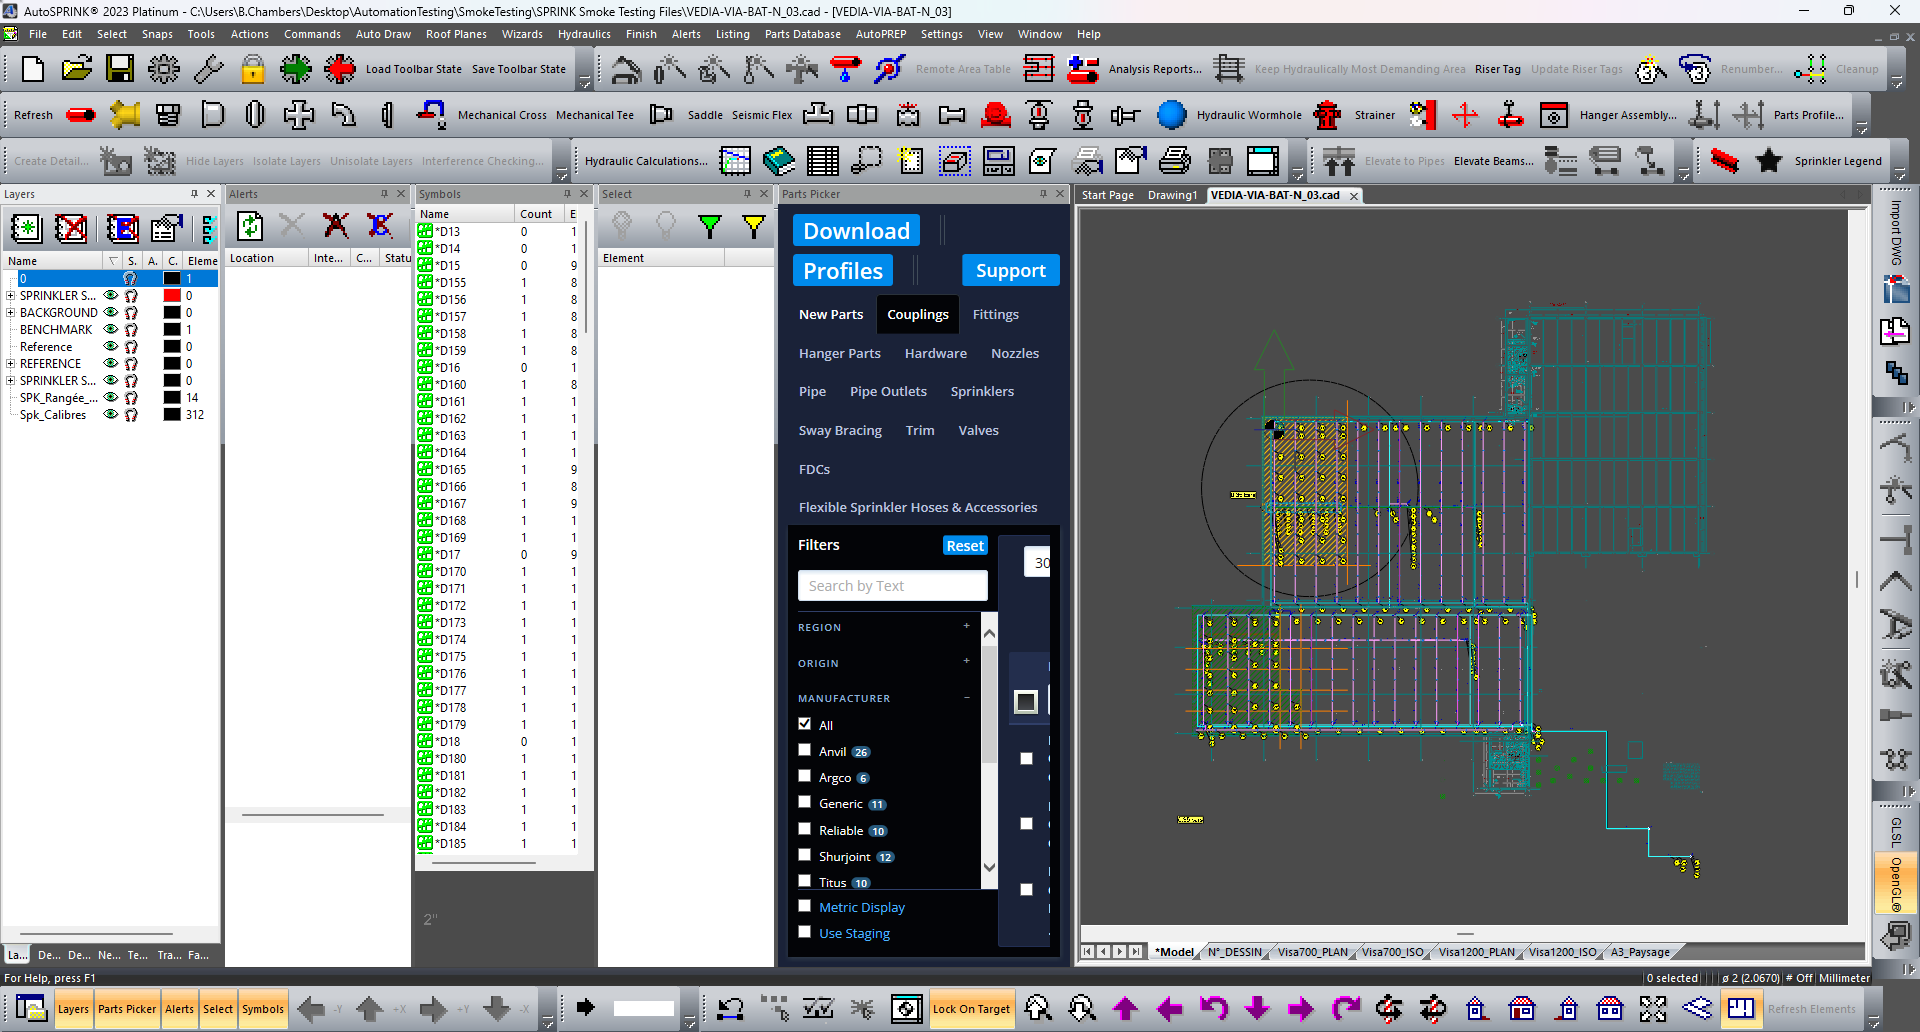 AutoSPRINK® 2023 Platinum - C:\Users\B.Chambers\Desktop\AutomationTesting\SmokeTesting\SPRINK Smoke Testing Files\VEDIA-VIA-BAT-N_03.cad - [VEDIA-VIA-BAT-N_03]
File Edit Select Snaps Tools Actions Commands Auto Draw Roof Planes Wizards Hydraulics Finish Alerts Listing Parts Database AutoPREP Settings View Window Help
Load Toolbar State Save Toolbar State Remote Area Table Analysis Reports... Keep Hydraulically Most Demanding Area Riser Tag Update Riser Tags Renumber... Cleanup
Refresh Mechanical Cross Mechanical Tee Saddle Seismic Flex Hydraulic Wormhole Strainer Hanger Assembly... Parts Profile...
Create Detail... Hide Layers Isolate Layers Unisolate Layers Interference Checking... Hydraulic Calculations... Elevate to Pipes Elevate Beams... Sprinkler Legend
Layers
Name S. A. C. Eleme
0 1
SPRINKLER S... 0
BACKGROUND 0
BENCHMARK 1
Reference 0
REFERENCE 0
SPRINKLER S... 0
SPK_Rangée_... 14
Spk_Calibres 312
La... De... De... Ne... Te... Tra... Fa...
Alerts
Location Inte... C... Statu
Symbols
Name Count E
*D13 0 1
*D14 0 1
*D15 0 9
*D155 1 8
*D156 1 8
*D157 1 8
*D158 1 8
*D159 1 8
*D16 0 1
*D160 1 8
*D161 1 1
*D162 1 1
*D163 1 1
*D164 1 1
*D165 1 9
*D166 1 8
*D167 1 9
*D168 1 1
*D169 1 1
*D17 0 9
*D170 1 1
*D171 1 1
*D172 1 1
*D173 1 1
*D174 1 1
*D175 1 1
*D176 1 1
*D177 1 1
*D178 1 1
*D179 1 1
*D18 0 1
*D180 1 1
*D181 1 1
*D182 1 1
*D183 1 1
*D184 1 1
*D185 1 1
2"
Select
Element
Parts Picker
Download
Profiles Support
New Parts Couplings Fittings
Hanger Parts Hardware Nozzles
Pipe Pipe Outlets Sprinklers
Sway Bracing Trim Valves
FDCs
Flexible Sprinkler Hoses & Accessories
Filters Reset
30
Search by Text
REGION +
ORIGIN +
MANUFACTURER -
All
Anvil 26
Argco 6
Generic 11
Reliable 10
Shurjoint 12
Titus 10
Metric Display
Use Staging
Start Page Drawing1 VEDIA-VIA-BAT-N_03.cad
*Model N°_DESSIN Visa700_PLAN Visa700_ISO Visa1200_PLAN Visa1200_ISO A3_Paysage
Import DWG
GLSL
OpenGL®
For Help, press F1
0 selected ø 2 (2.0670) # Off Millimeter
Layers Parts Picker Alerts Select Symbols -Y +X +Y -X Lock On Target Refresh Elements